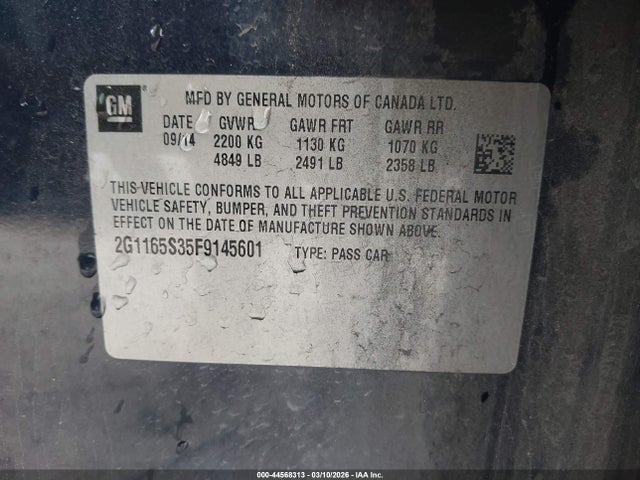 GM
MFD BY GENERAL MOTORS OF CANADA LTD.
DATE GVWR GAWR FRT GAWR RR
09/14 2200 KG 1130 KG 1070 KG
4849 LB 2491 LB 2358 LB
THIS VEHICLE CONFORMS TO ALL APPLICABLE U.S. FEDERAL MOTOR
VEHICLE SAFETY, BUMPER, AND THEFT PREVENTION STANDARDS IN
EFFECT ON THE DATE OF MANUFACTURE SHOWN ABOVE.
2G1165S35F9145601 TYPE: PASS CAR
000-44568313 — 03/10/2026 — IAA Inc.